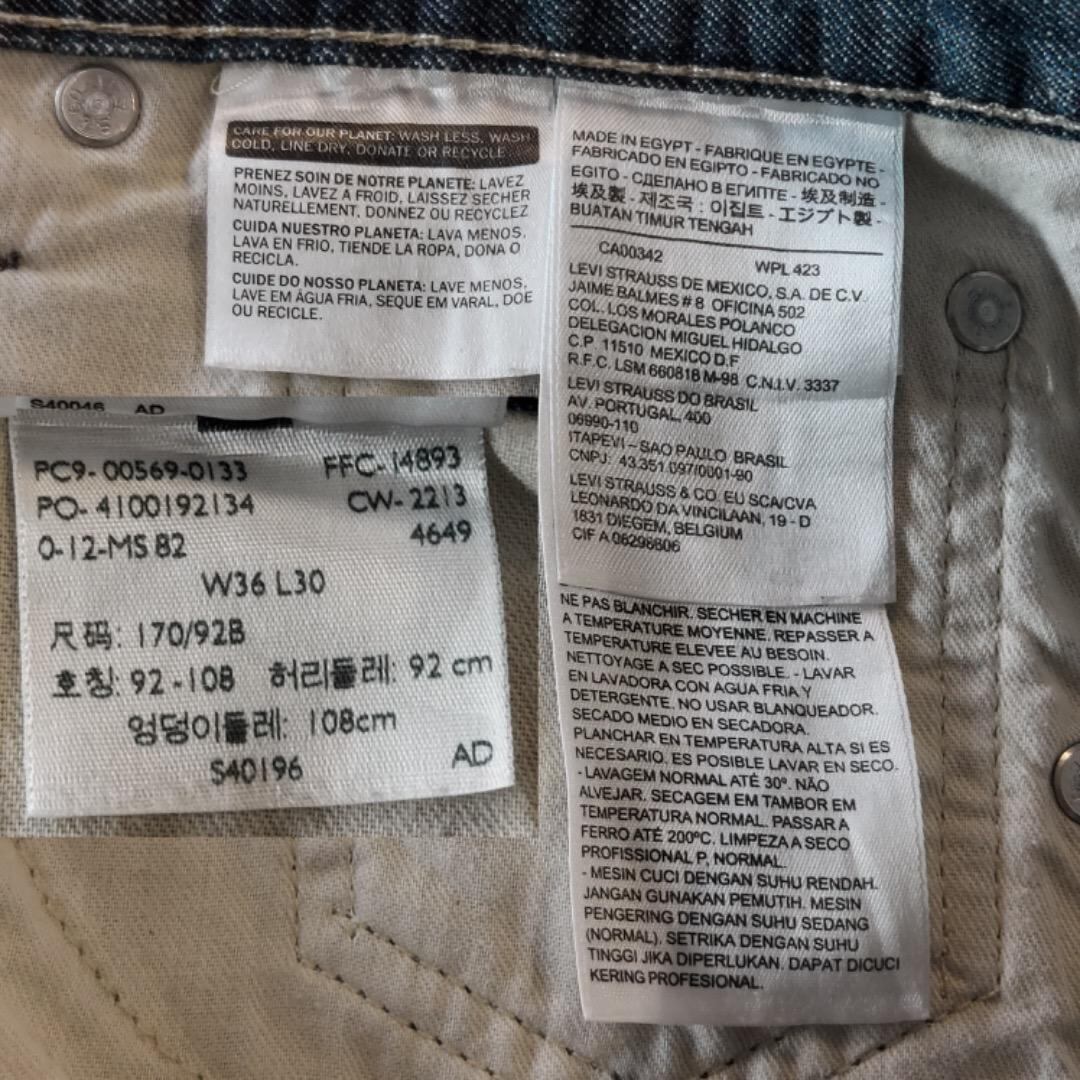 CARE FOR OUR PLANET: WASH LESS, WASH
COLD, LINE DRY, DONATE OR RECYCLE
PRENEZ SOIN DE NOTRE PLANETE: LAVEZ
MOINS, LAVEZ A FROID, LAISSEZ SECHER
NATURELLEMENT, DONNEZ OU RECYCLEZ
CUIDA NUESTRO PLANETA: LAVA MENOS,
LAVA EN FRIO, TIENDE LA ROPA, DONA O
RECICLA.
CUIDE DO NOSSO PLANETA: LAVE MENOS,
LAVE EM ÁGUA FRIA, SEQUE EM VARAL, DOE
OU RECICLE.
MADE IN EGYPT - FABRIQUE EN EGYPTE -
FABRICADO EN EGIPTO - FABRICADO NO
EGITO - СДЕЛАНО В ЕГИПТЕ - 埃及制造 -
埃及製 - 제조국 : 이집트 - エジプト製 -
BUATAN TIMUR TENGAH
CA00342 WPL 423
LEVI STRAUSS DE MEXICO, S.A. DE C.V.
JAIME BALMES # 8 OFICINA 502
COL. LOS MORALES POLANCO
DELEGACION MIGUEL HIDALGO
C.P. 11510 MEXICO D.F
R.F.C. LSM 660818 M-98 C.N.I.V. 3337
LEVI STRAUSS DO BRASIL
AV. PORTUGAL, 400
06690-110
ITAPEVI – SAO PAULO BRASIL
CNPJ: 43.351.097/0001-90
LEVI STRAUSS & CO. EU SCA/CVA
LEONARDO DA VINCILAAN, 19 - D
1831 DIEGEM, BELGIUM
CIF A 08298606
S40046 AD
PC9- 00569-0133 FFC- 14893
PO- 4100192134 CW- 2213
0-12-MS 82 4649
W36 L30
尺码: 170/92B
호칭: 92 -108 허리둘레: 92 cm
엉덩이둘레: 108cm
S40196 AD
NE PAS BLANCHIR. SECHER EN MACHINE
A TEMPERATURE MOYENNE. REPASSER A
TEMPERATURE ELEVEE AU BESOIN.
NETTOYAGE A SEC POSSIBLE. - LAVAR
EN LAVADORA CON AGUA FRIA Y
DETERGENTE. NO USAR BLANQUEADOR.
SECADO MEDIO EN SECADORA.
PLANCHAR EN TEMPERATURA ALTA SI ES
NECESARIO. ES POSIBLE LAVAR EN SECO.
- LAVAGEM NORMAL ATÉ 30º. NÃO
ALVEJAR. SECAGEM EM TAMBOR EM
TEMPERATURA NORMAL. PASSAR A
FERRO ATÉ 200ºC. LIMPEZA A SECO
PROFISSIONAL P, NORMAL.
- MESIN CUCI DENGAN SUHU RENDAH.
JANGAN GUNAKAN PEMUTIH. MESIN
PENGERING DENGAN SUHU SEDANG
(NORMAL). SETRIKA DENGAN SUHU
TINGGI JIKA DIPERLUKAN. DAPAT DICUCI
KERING PROFESIONAL.